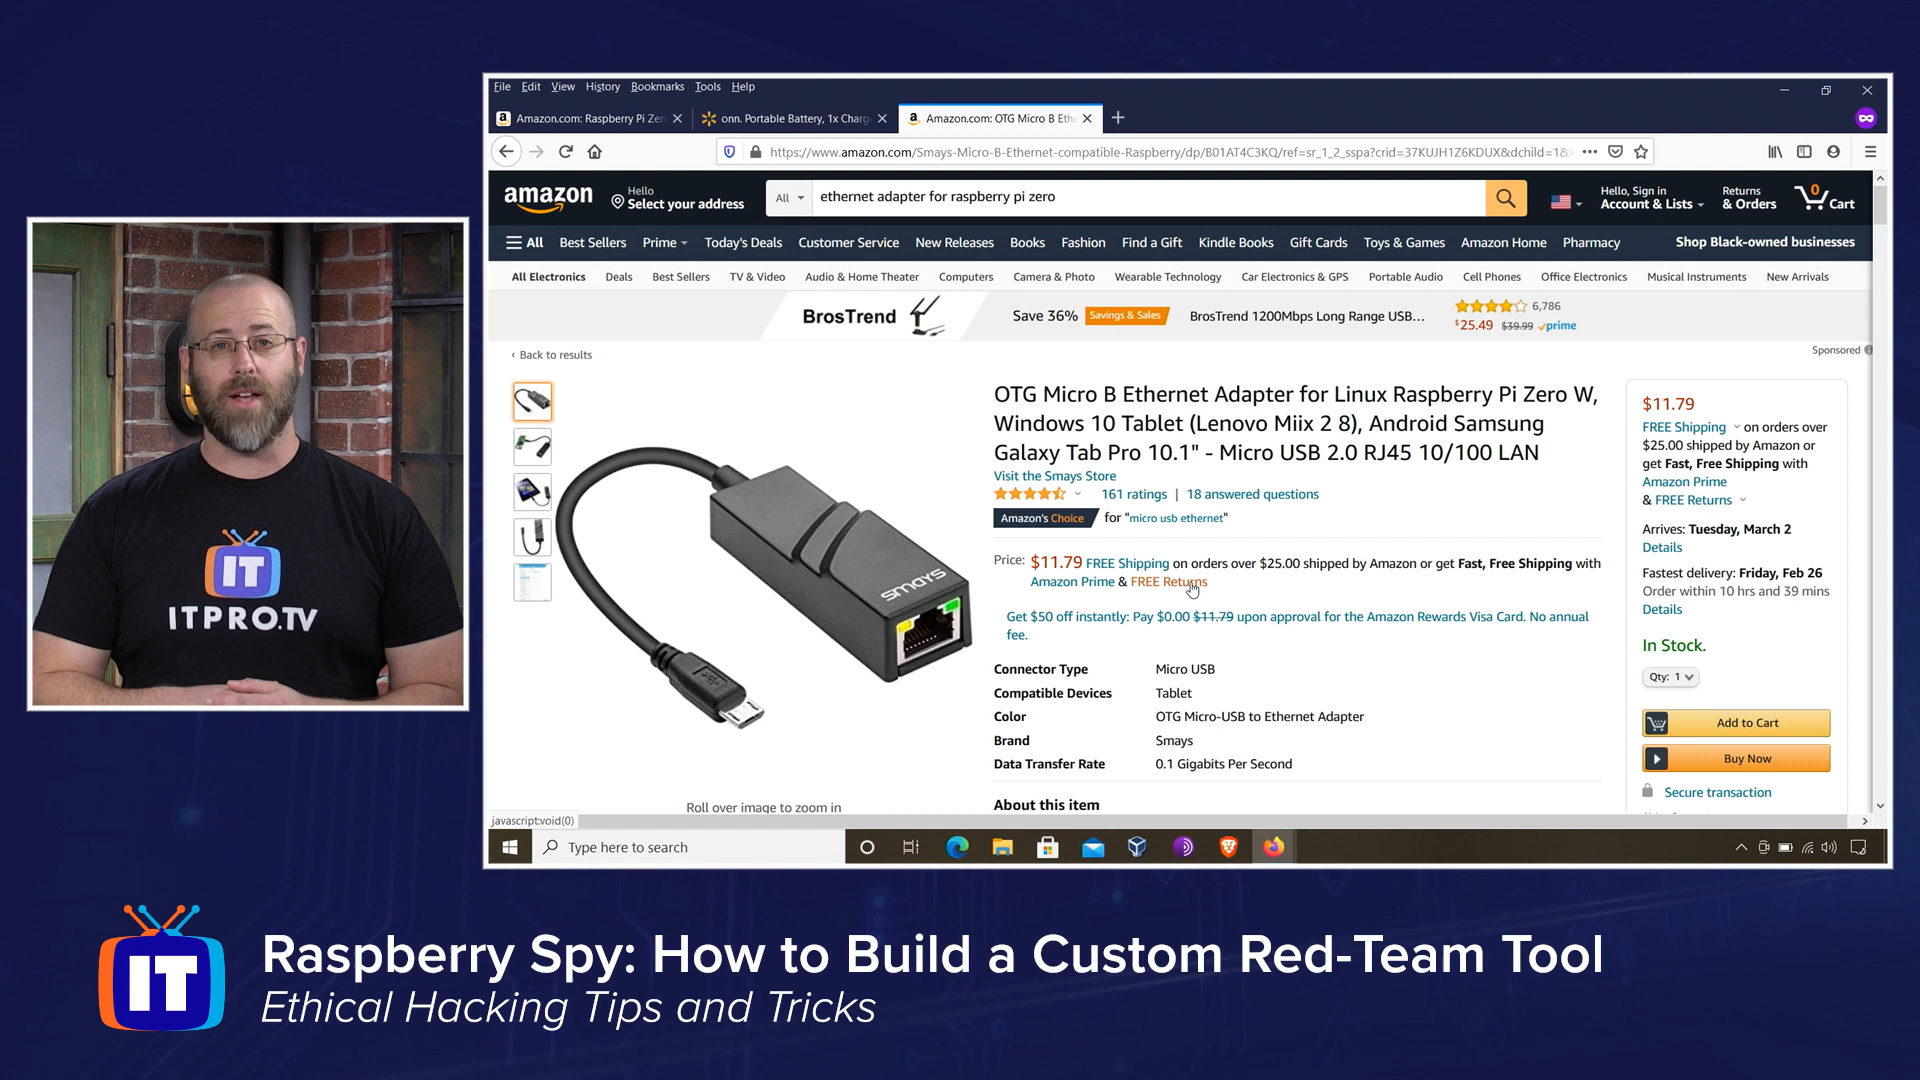 File Edit View History Bookmarks Tools Help
Amazon.com: Raspberry Pi Zer
onn. Portable Battery, 1x Charg
Amazon.com: OTG Micro B Eth
https://www.amazon.com/Smays-Micro-B-Ethernet-compatible-Raspberry/dp/B01AT4C3KQ/ref=sr_1_2_sspa?crid=37KUJH1Z6KDUX&dchild=1&
amazon
Hello
Select your address
All
ethernet adapter for raspberry pi zero
Hello, Sign in
Account & Lists
Returns
& Orders
0
Cart
All Best Sellers Prime Today's Deals Customer Service New Releases Books Fashion Find a Gift Kindle Books Gift Cards Toys & Games Amazon Home Pharmacy Shop Black-owned businesses
All Electronics Deals Best Sellers TV & Video Audio & Home Theater Computers Camera & Photo Wearable Technology Car Electronics & GPS Portable Audio Cell Phones Office Electronics Musical Instruments New Arrivals
BrosTrend
Save 36% Savings & Sales BrosTrend 1200Mbps Long Range USB...
6,786
$25.49 $39.99 prime
Sponsored
‹ Back to results
OTG Micro B Ethernet Adapter for Linux Raspberry Pi Zero W,
Windows 10 Tablet (Lenovo Miix 2 8), Android Samsung
Galaxy Tab Pro 10.1" - Micro USB 2.0 RJ45 10/100 LAN
Visit the Smays Store
161 ratings | 18 answered questions
Amazon's Choice for "micro usb ethernet"
Price: $11.79 FREE Shipping on orders over $25.00 shipped by Amazon or get Fast, Free Shipping with
Amazon Prime & FREE Returns
Get $50 off instantly: Pay $0.00 $11.79 upon approval for the Amazon Rewards Visa Card. No annual
fee.
Connector Type Micro USB
Compatible Devices Tablet
Color OTG Micro-USB to Ethernet Adapter
Brand Smays
Data Transfer Rate 0.1 Gigabits Per Second
About this item
smays
Roll over image to zoom in
$11.79
FREE Shipping on orders over
$25.00 shipped by Amazon or
get Fast, Free Shipping with
Amazon Prime
& FREE Returns
Arrives: Tuesday, March 2
Details
Fastest delivery: Friday, Feb 26
Order within 10 hrs and 39 mins
Details
In Stock.
Qty: 1
Add to Cart
Buy Now
Secure transaction
javascript:void(0)
Type here to search
IT
ITPRO.TV
IT
Raspberry Spy: How to Build a Custom Red-Team Tool
Ethical Hacking Tips and Tricks